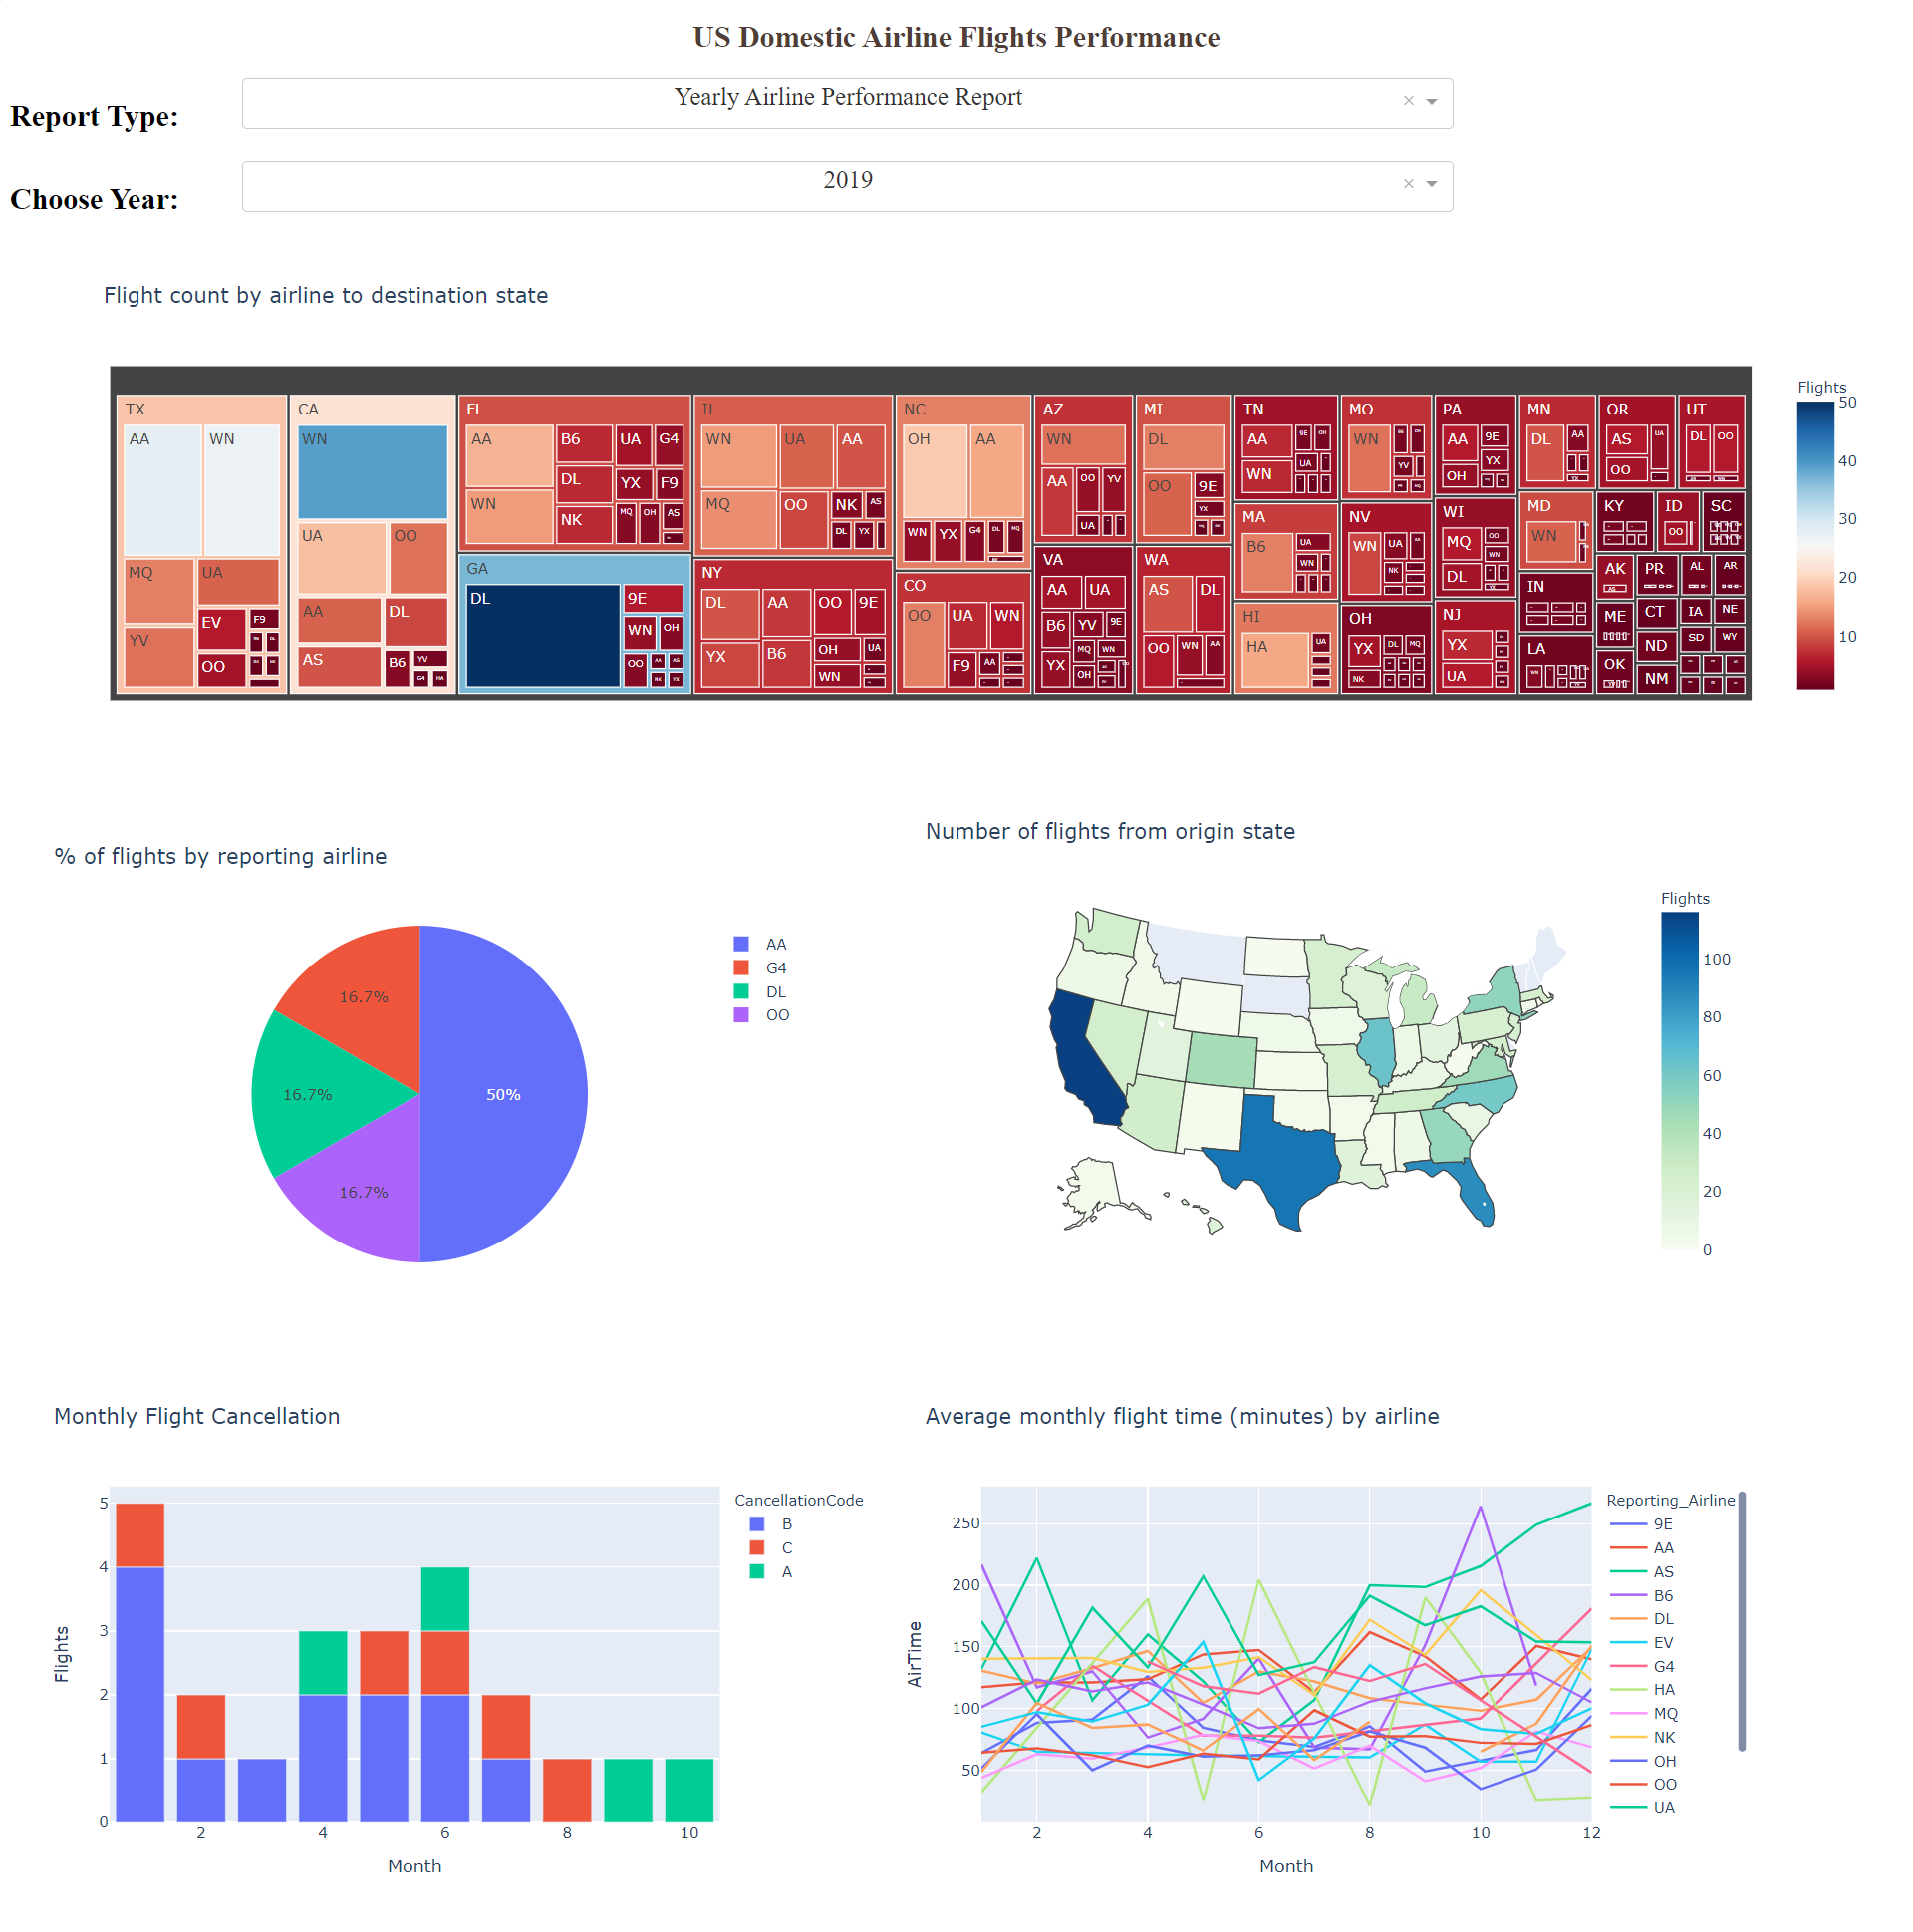 US Domestic Airline Flights Performance
Report Type:
Yearly Airline Performance Report
Choose Year:
2019
Flight count by airline to destination state
TX
AA
WN
MQ
UA
YV
EV
F9
OO
CA
WN
UA
OO
AA
DL
AS
B6
YV
G4
HA
FL
AA
B6
UA
G4
DL
YX
F9
WN
NK
MQ
OH
AS
GA
DL
9E
WN
OH
OO
AA
AS
NK
YX
IL
WN
UA
AA
MQ
OO
NK
AS
DL
YX
NY
DL
AA
OO
9E
YX
B6
OH
UA
WN
NC
OH
AA
WN
YX
G4
DL
MQ
CO
OO
UA
WN
F9
AA
AZ
WN
AA
OO
YV
UA
VA
AA
UA
B6
YV
9E
YX
MQ
WN
OH
MI
DL
OO
9E
YX
WA
AS
DL
OO
WN
AA
TN
AA
9E
OH
WN
UA
MA
B6
UA
WN
HI
HA
UA
MO
WN
YV
NV
WN
UA
AA
NK
OH
YX
DL
MQ
NK
PA
AA
9E
OH
YX
WI
MQ
OO
WN
DL
NJ
YX
UA
MN
DL
AA
YX
MD
WN
IN
LA
OR
AS
UA
OO
UT
DL
OO
KY
ID
OO
SC
AK
AS
PR
AL
AR
ME
CT
IA
NE
OK
ND
SD
WY
NM
Flights
50
40
30
20
10
% of flights by reporting airline
50%
16.7%
16.7%
16.7%
AA
G4
DL
OO
Number of flights from origin state
Flights
100
80
60
40
20
0
Monthly Flight Cancellation
Flights
5
4
3
2
1
0
2
4
6
8
10
Month
CancellationCode
B
C
A
Average monthly flight time (minutes) by airline
AirTime
250
200
150
100
50
2
4
6
8
10
12
Month
Reporting_Airline
9E
AA
AS
B6
DL
EV
G4
HA
MQ
NK
OH
OO
UA